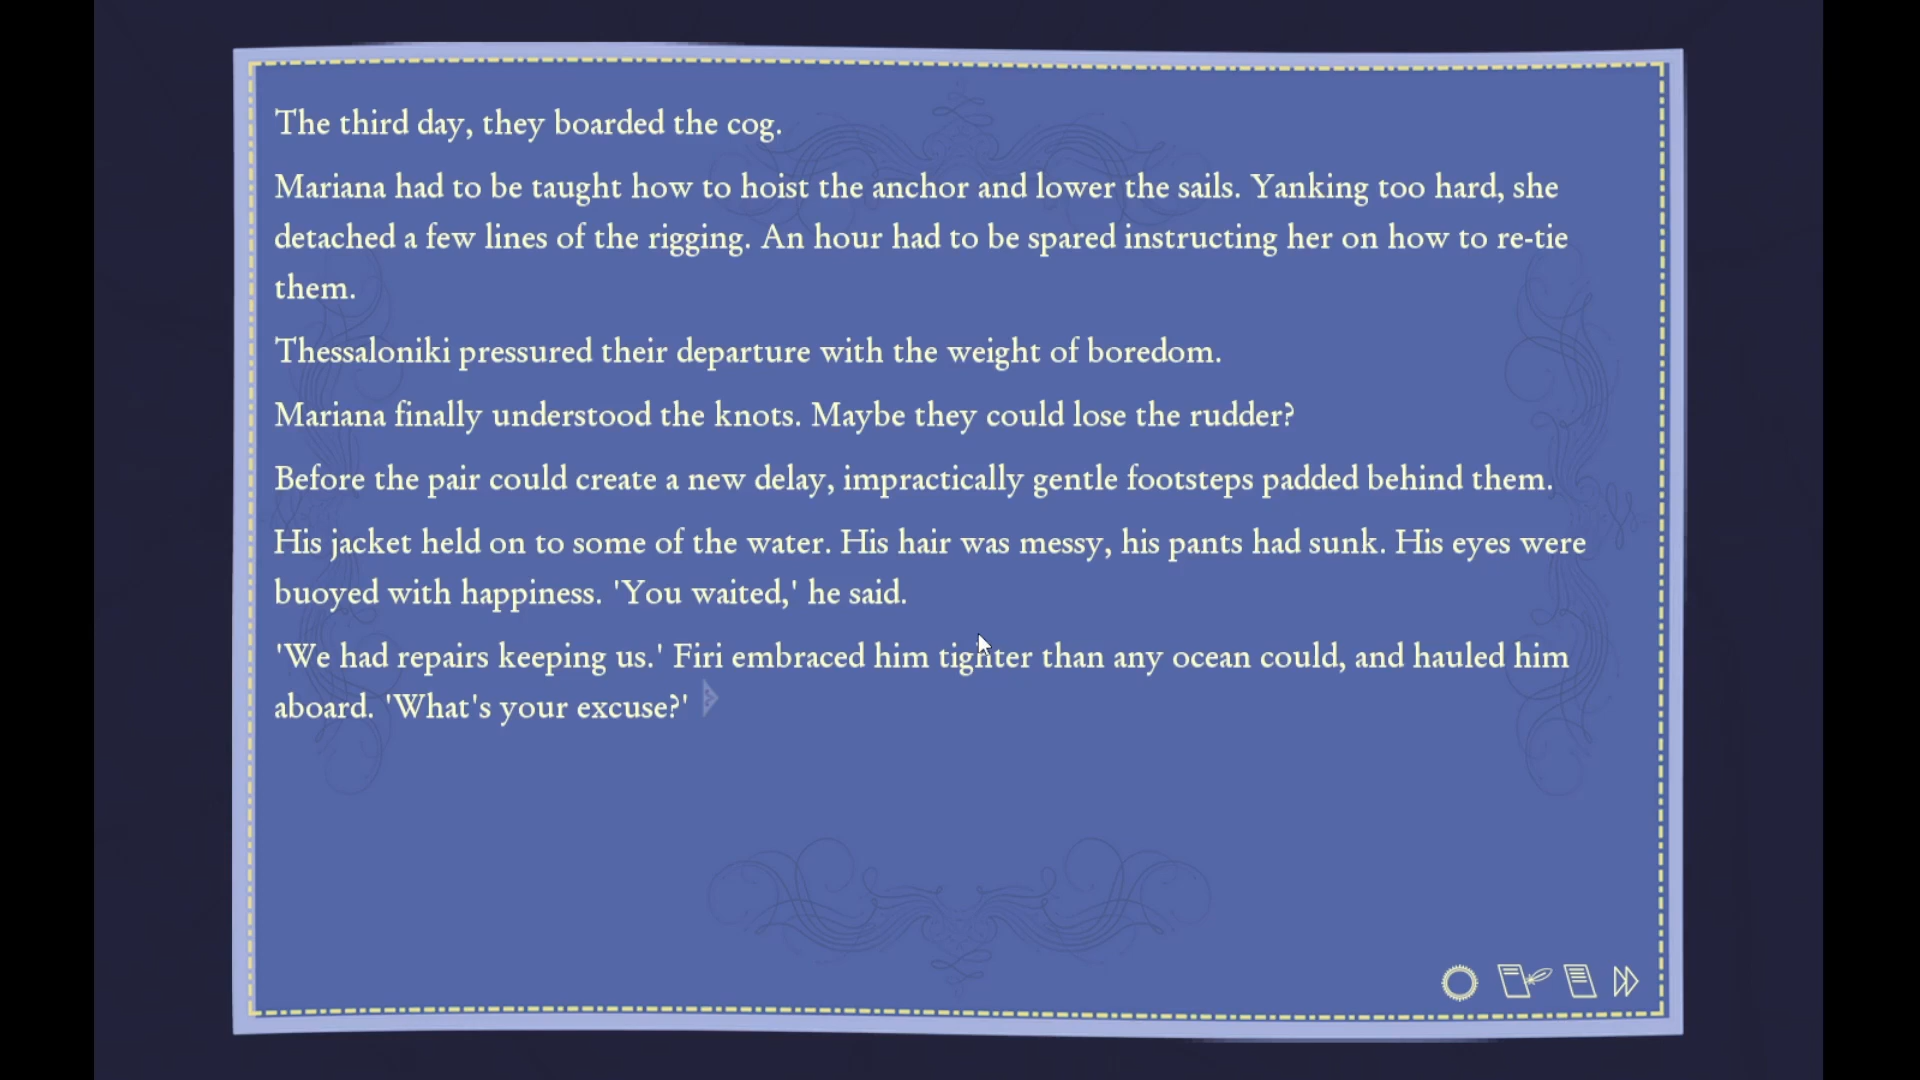 The third day, they boarded the cog.
Mariana had to be taught how to hoist the anchor and lower the sails. Yanking too hard, she
detached a few lines of the rigging. An hour had to be spared instructing her on how to re-tie
them.
Thessaloniki pressured their departure with the weight of boredom.
Mariana finally understood the knots. Maybe they could lose the rudder?
Before the pair could create a new delay, impractically gentle footsteps padded behind them.
His jacket held on to some of the water. His hair was messy, his pants had sunk. His eyes were
buoyed with happiness. 'You waited,' he said.
'We had repairs keeping us.' Firi embraced him tighter than any ocean could, and hauled him
aboard. 'What's your excuse?'